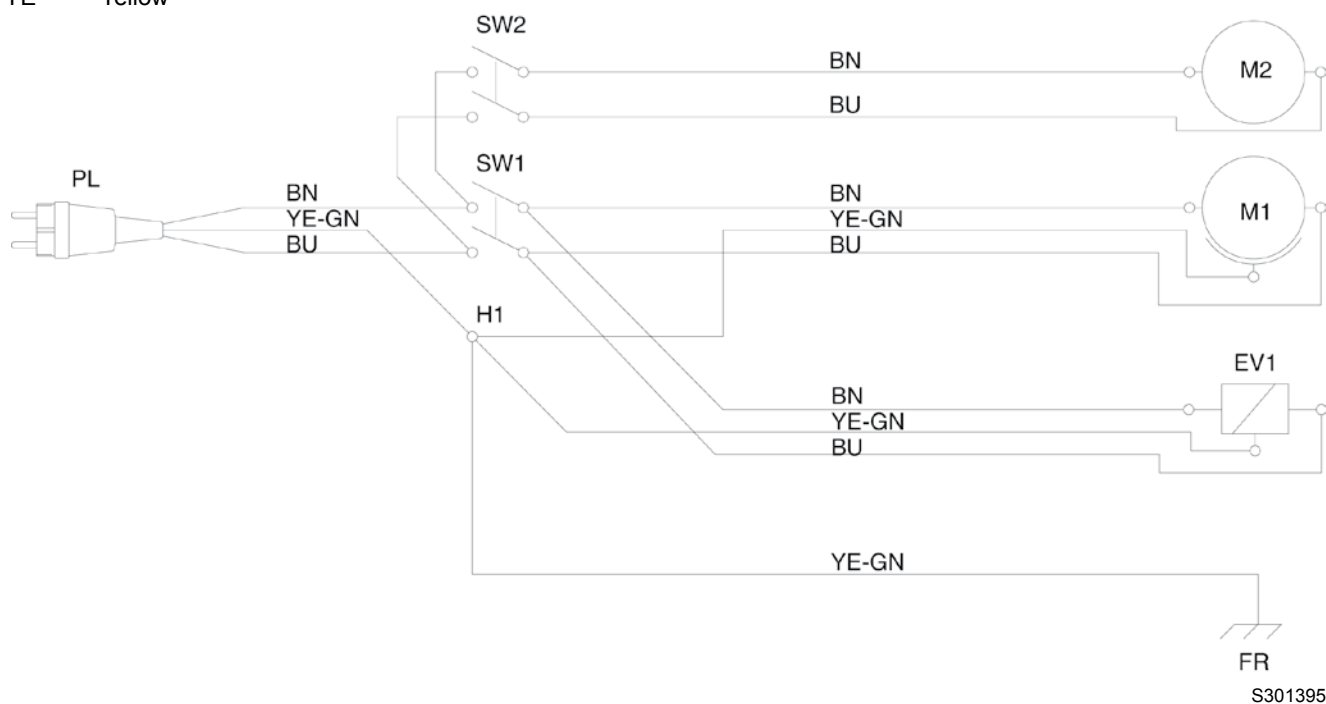 YE Yellow
SW2
BN
M2
BU
PL
SW1
BN
BN
M1
YE-GN
YE-GN
BU
BU
H1
EV1
BN
YE-GN
BU
YE-GN
FR
S301395